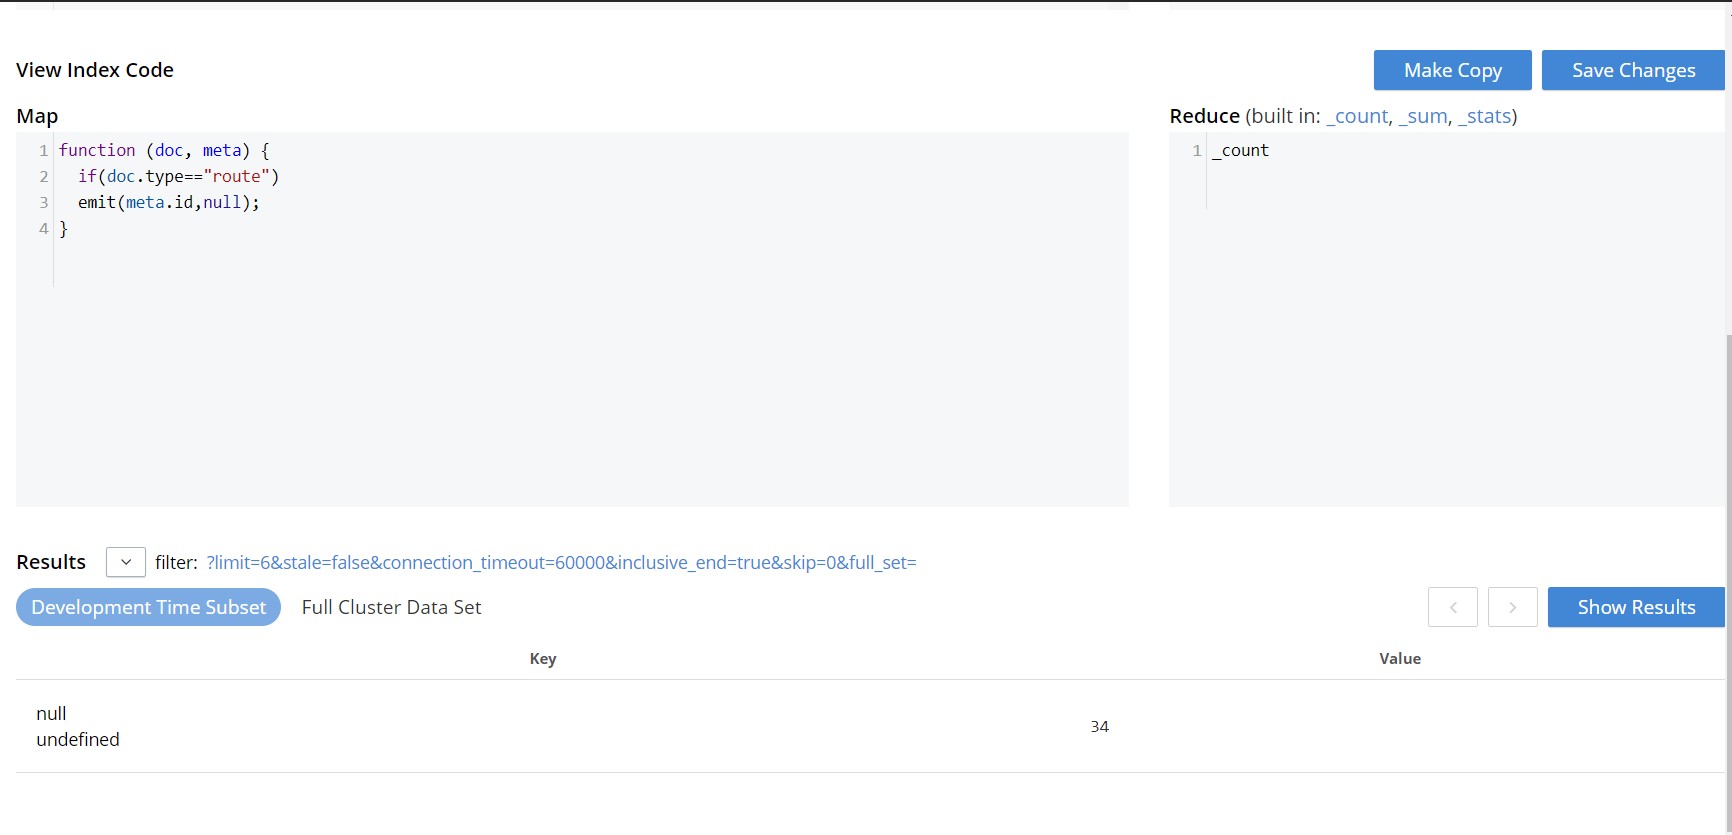 View Index Code
Make Copy
Save Changes
Map
Reduce (built in: _count, _sum, _stats)
1 function (doc, meta) {
2   if(doc.type=="route")
3   emit(meta.id,null);
4 }
1 _count
Results
filter: ?limit=6&stale=false&connection_timeout=60000&inclusive_end=true&skip=0&full_set=
Development Time Subset
Full Cluster Data Set
<
>
Show Results
Key
Value
null
undefined
34